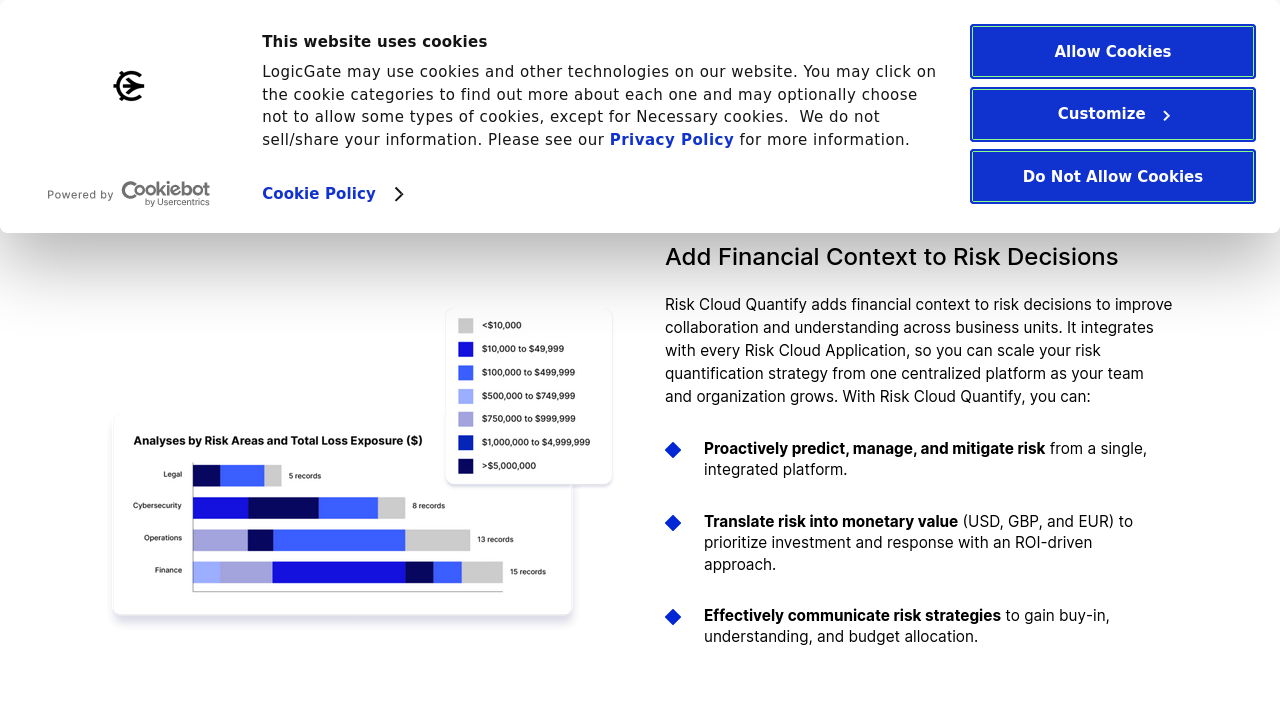 This website uses cookies
LogicGate may use cookies and other technologies on our website. You may click on
the cookie categories to find out more about each one and may optionally choose
not to allow some types of cookies, except for Necessary cookies.  We do not
sell/share your information. Please see our Privacy Policy for more information.
Cookie Policy
Powered by Cookiebot
by Usercentrics
Allow Cookies
Customize
Do Not Allow Cookies
Add Financial Context to Risk Decisions
Risk Cloud Quantify adds financial context to risk decisions to improve
collaboration and understanding across business units. It integrates
with every Risk Cloud Application, so you can scale your risk
quantification strategy from one centralized platform as your team
and organization grows. With Risk Cloud Quantify, you can:
Proactively predict, manage, and mitigate risk from a single,
integrated platform.
Translate risk into monetary value (USD, GBP, and EUR) to
prioritize investment and response with an ROI-driven
approach.
Effectively communicate risk strategies to gain buy-in,
understanding, and budget allocation.
<$10,000
$10,000 to $49,999
$100,000 to $499,999
$500,000 to $749,999
$750,000 to $999,999
$1,000,000 to $4,999,999
>$5,000,000
Analyses by Risk Areas and Total Loss Exposure ($)
Legal 5 records
Cybersecurity 8 records
Operations 13 records
Finance 15 records